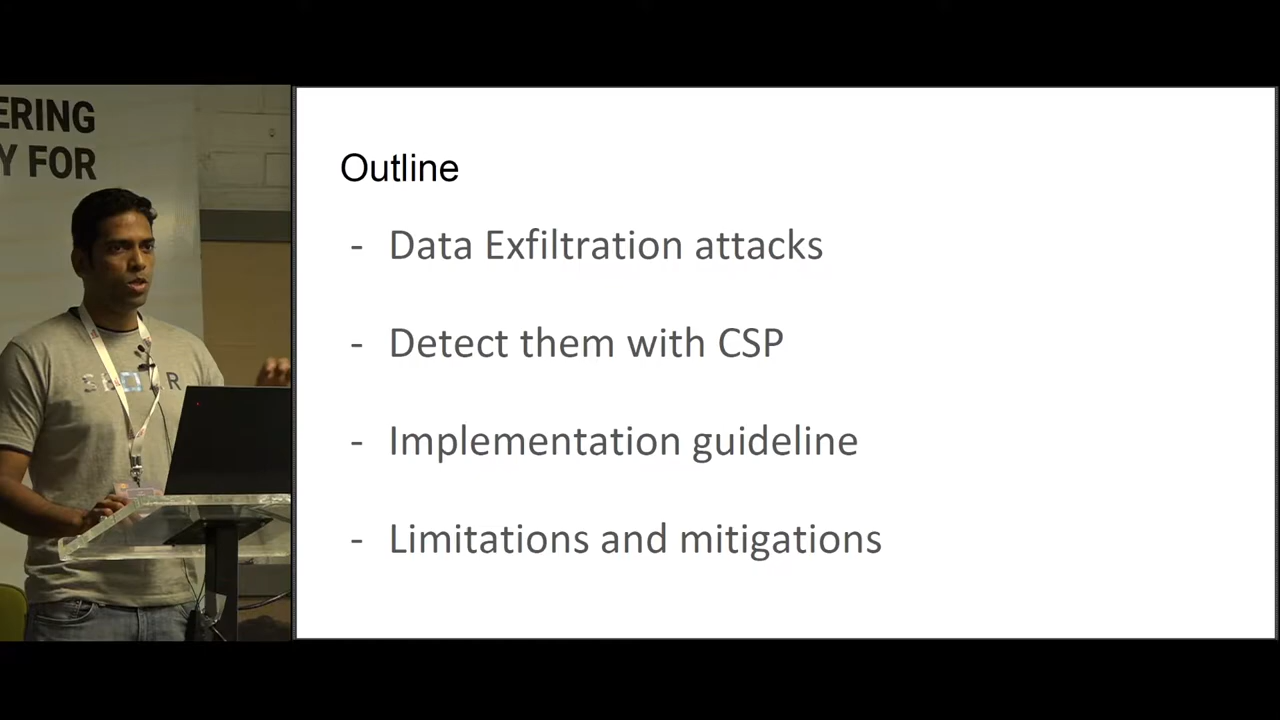 ERING
Y FOR
Outline
- Data Exfiltration attacks
- Detect them with CSP
- Implementation guideline
- Limitations and mitigations